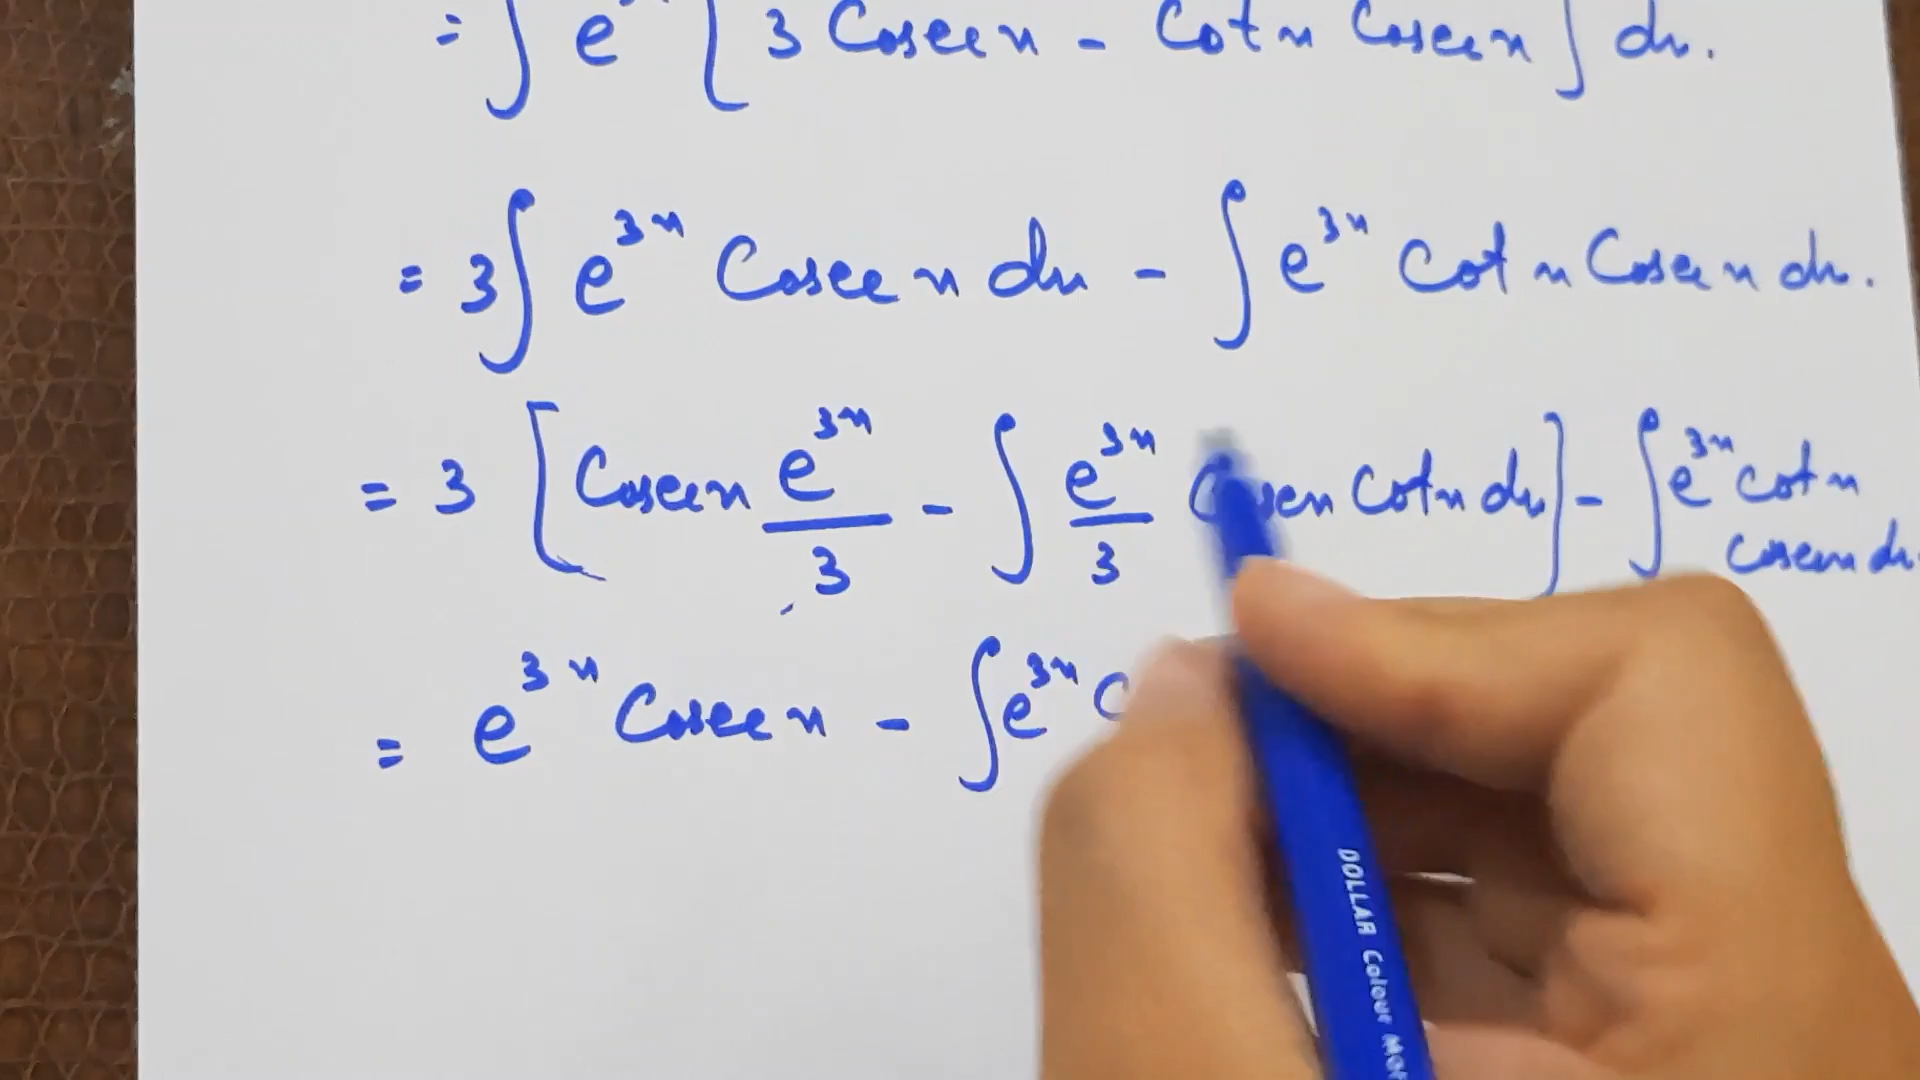 = ∫ e [ 3 Cosec x - Cot x Cosec x ] dx.
= 3 ∫ e^3x Cosec x dx - ∫ e^3x Cot x Cosec x dx.
= 3 [ Cosec x e^3x/3 - ∫ e^3x/3 Cosec x Cot x dx ] - ∫ e^3x cot x
cosec x dx.
= e^3x Cosec x - ∫ e^3x C
DOLLAR Colour